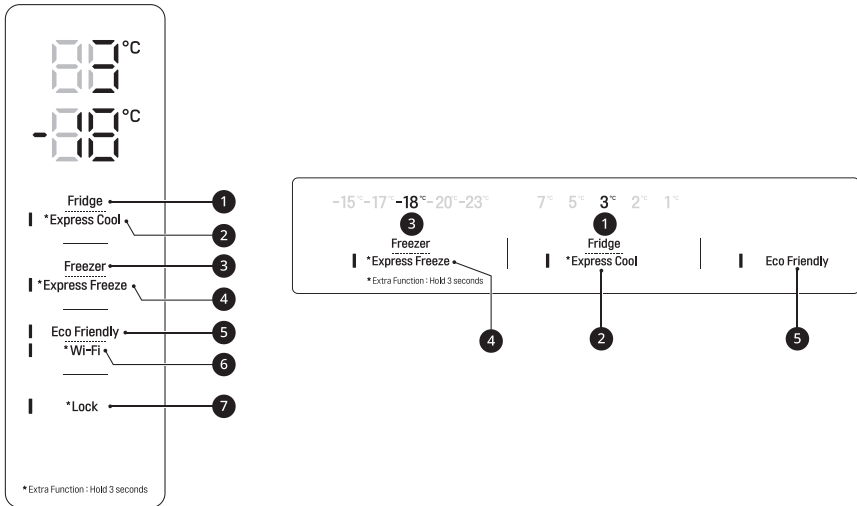 3 °C
-18 °C
Fridge 1
*Express Cool 2
Freezer 3
*Express Freeze 4
Eco Friendly 5
*Wi-Fi 6
*Lock 7
*Extra Function : Hold 3 seconds
-15°C -17°C -18°C -20°C -23°C 7°C 5°C 3°C 2°C 1°C
3 1
Freezer Fridge
*Express Freeze *Express Cool Eco Friendly
*Extra Function : Hold 3 seconds
4 2 5